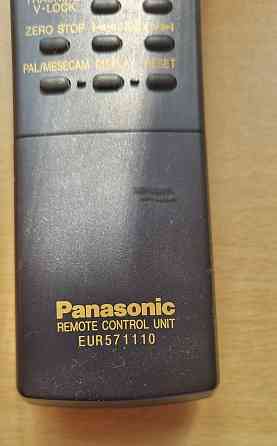 V-LOCK
ZERO STOP
PAL/MESECAM DISPLAY RESET
Panasonic
REMOTE CONTROL UNIT
EUR571110